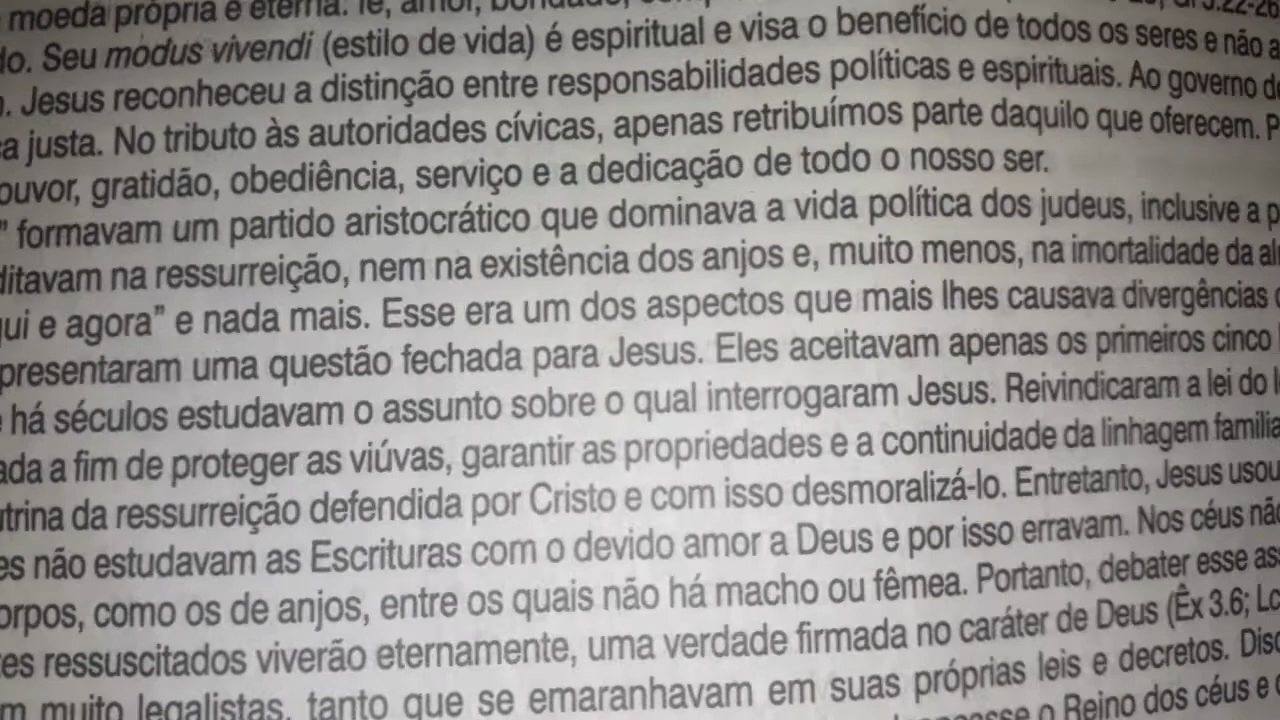 moeda própria e eterna: fé, amor, bondade,
do. Seu modus vivendi (estilo de vida) é espiritual e visa o benefício de todos os seres e não a
. Jesus reconheceu a distinção entre responsabilidades políticas e espirituais. Ao governo d
a justa. No tributo às autoridades cívicas, apenas retribuímos parte daquilo que oferecem. P
ouvor, gratidão, obediência, serviço e a dedicação de todo o nosso ser.
” formavam um partido aristocrático que dominava a vida política dos judeus, inclusive a p
ditavam na ressurreição, nem na existência dos anjos e, muito menos, na imortalidade da al
qui e agora” e nada mais. Esse era um dos aspectos que mais lhes causava divergências
presentaram uma questão fechada para Jesus. Eles aceitavam apenas os primeiros cinco
há séculos estudavam o assunto sobre o qual interrogaram Jesus. Reivindicaram a lei do l
ada a fim de proteger as viúvas, garantir as propriedades e a continuidade da linhagem familia
utrina da ressurreição defendida por Cristo e com isso desmoralizá-lo. Entretanto, Jesus usou
es não estudavam as Escrituras com o devido amor a Deus e por isso erravam. Nos céus não
orpos, como os de anjos, entre os quais não há macho ou fêmea. Portanto, debater esse as
es ressuscitados viverão eternamente, uma verdade firmada no caráter de Deus (Êx 3.6; Lc
m muito legalistas, tanto que se emaranhavam em suas próprias leis e decretos. Disc
o Reino dos céus e